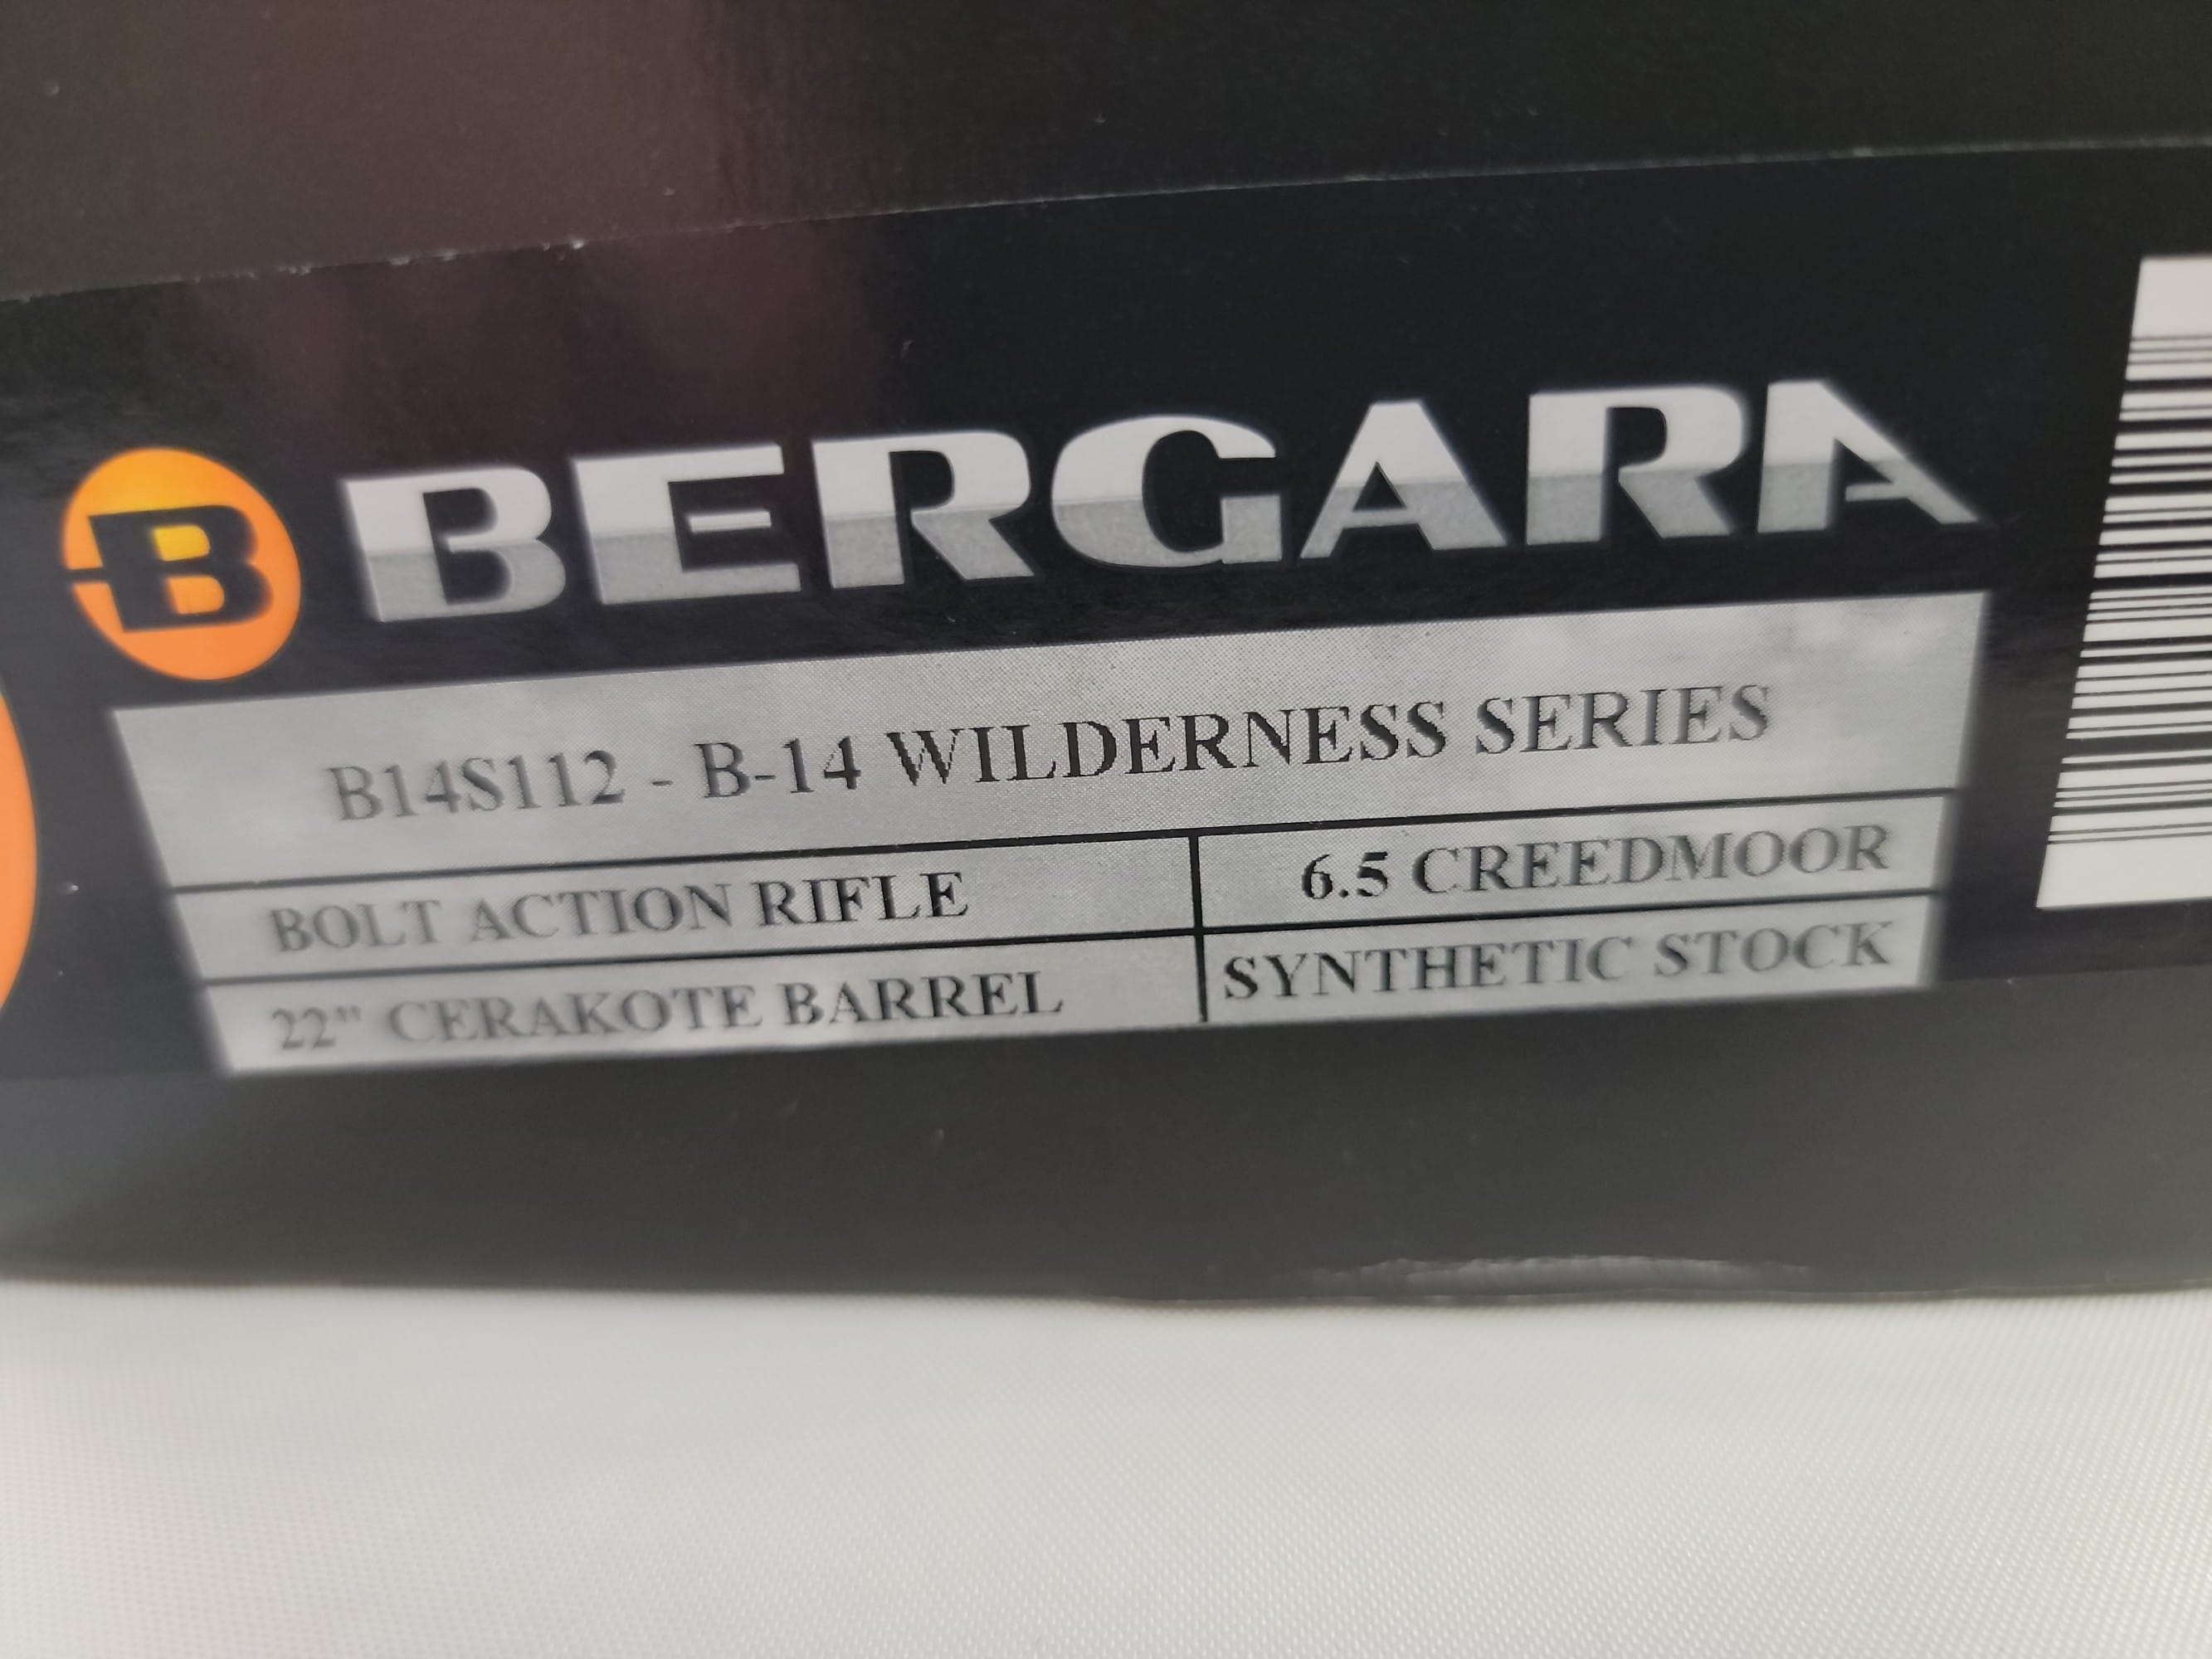 B BERGARA
B14S112 - B-14 WILDERNESS SERIES
BOLT ACTION RIFLE 6.5 CREEDMOOR
22" CERAKOTE BARREL SYNTHETIC STOCK